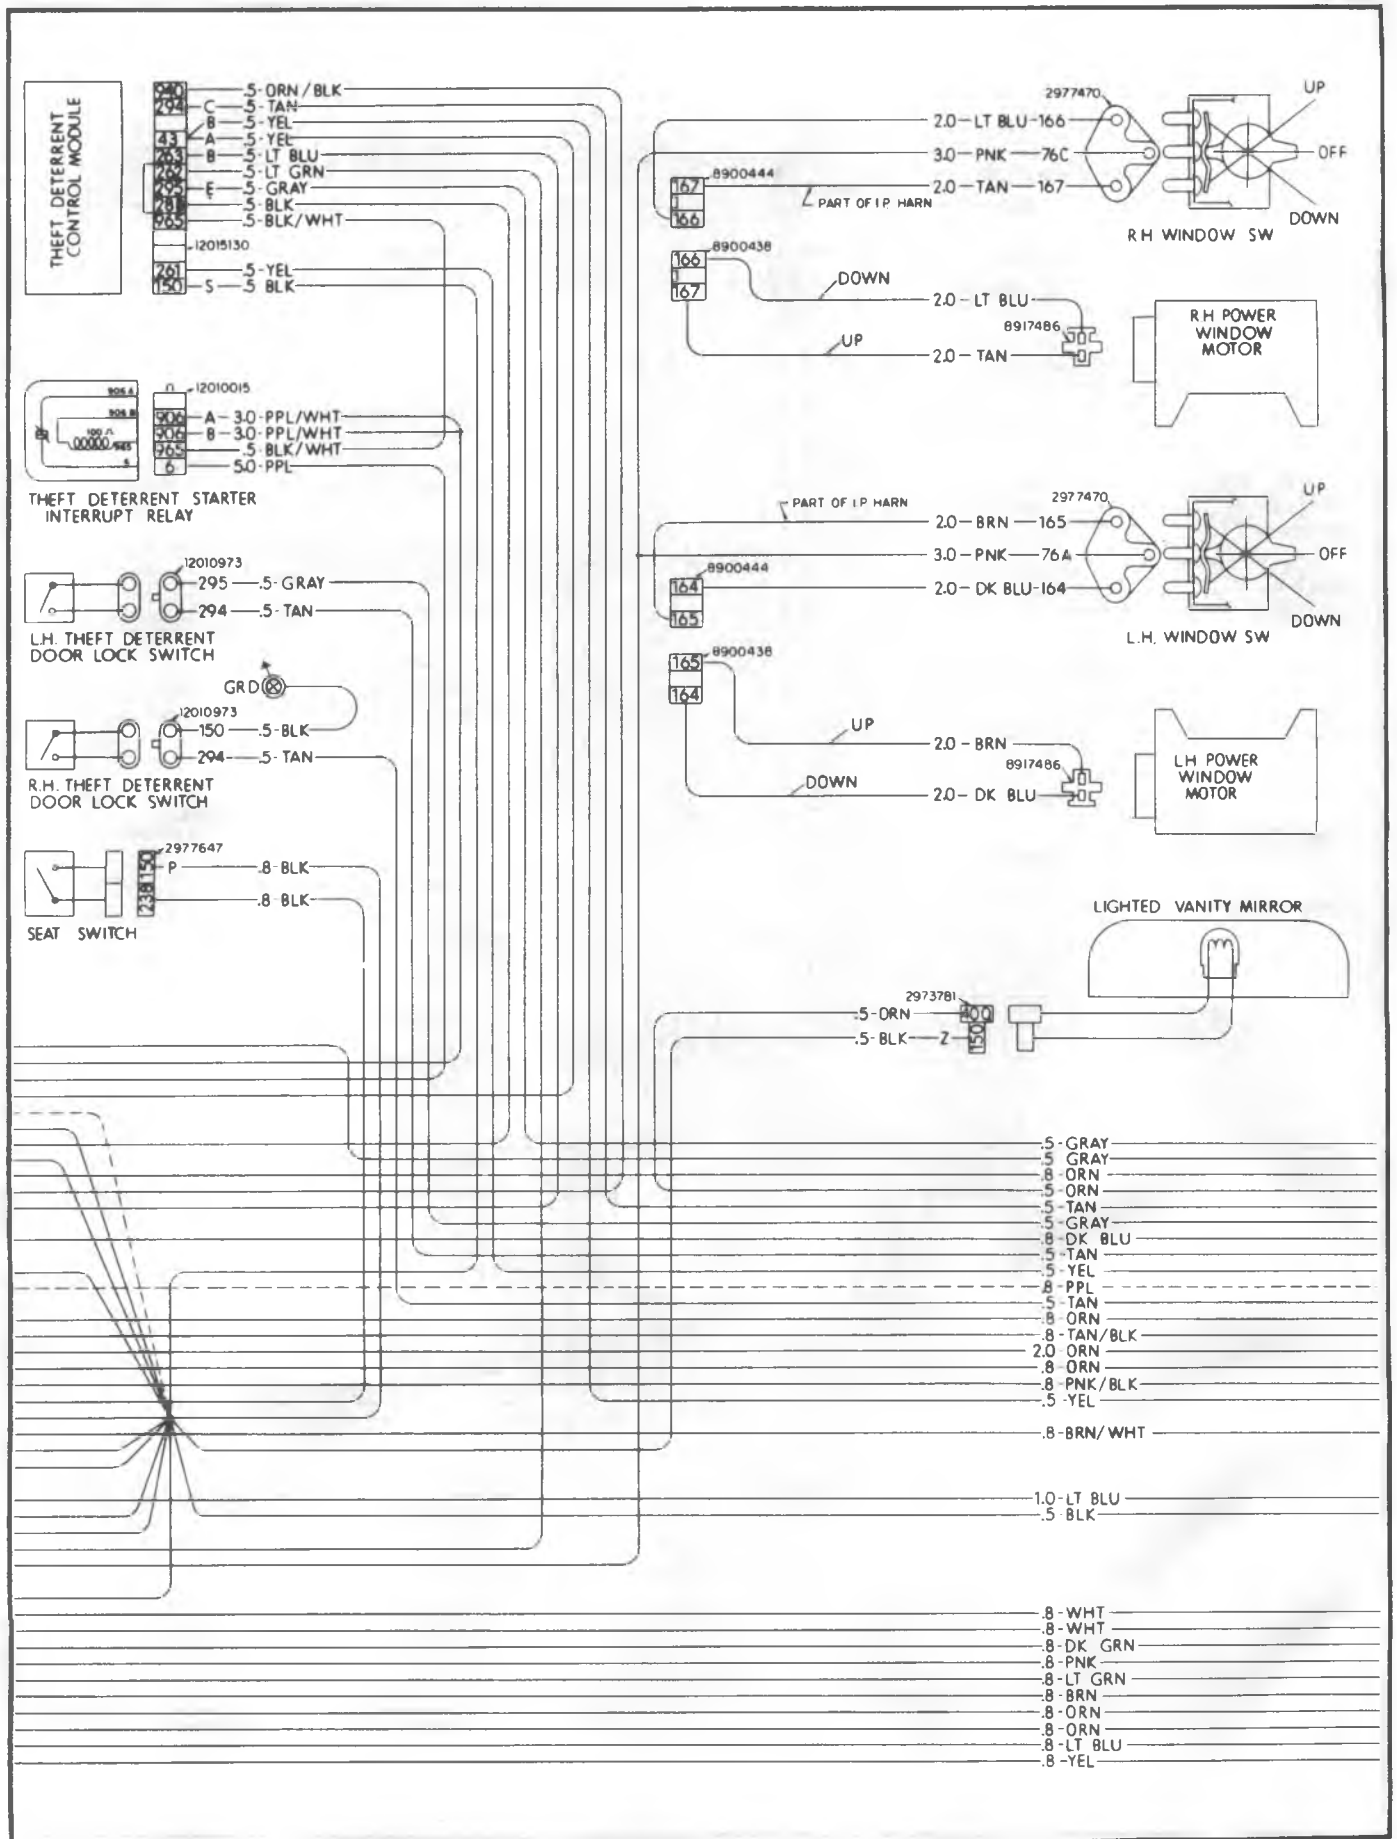 THEFT DETERRENT
CONTROL MODULE
940 .5-ORN/BLK
294 C .5-TAN
B .5-YEL
43 A .5-YEL
263 B .5-LT BLU
262 .5-LT GRN
295 E .5-GRAY
.5-BLK
965 .5-BLK/WHT
12015130
261 .5-YEL
150 S .5 BLK
906 A
906 B
100 Ω
965
6
12010015
906 A 3.0-PPL/WHT
906 B 3.0-PPL/WHT
965 .5-BLK/WHT
6 5.0-PPL
THEFT DETERRENT STARTER
INTERRUPT RELAY
12010973
295 .5-GRAY
294 .5-TAN
L.H. THEFT DETERRENT
DOOR LOCK SWITCH
GRD
12010973
150 .5-BLK
294 .5-TAN
R.H. THEFT DETERRENT
DOOR LOCK SWITCH
2977647
150 P .8-BLK
238 .8-BLK
SEAT SWITCH
2977470
2.0-LT BLU-166
3.0-PNK-76C
2.0-TAN-167
UP
OFF
DOWN
RH WINDOW SW
8900444
167
166
PART OF I.P. HARN
8900438
166
167
DOWN
2.0-LT BLU
8917486
UP
2.0-TAN
RH POWER
WINDOW
MOTOR
PART OF I.P HARN
2977470
2.0-BRN-165
3.0-PNK-76A
2.0-DK BLU-164
UP
OFF
DOWN
L.H. WINDOW SW
8900444
164
165
8900438
165
164
UP
2.0-BRN
8917486
DOWN
2.0-DK BLU
LH POWER
WINDOW
MOTOR
LIGHTED VANITY MIRROR
2973781
.5-ORN
.5-BLK Z 150
.5-GRAY
.5 GRAY
.8 ORN
.5 ORN
.5-TAN
.5-GRAY
.8-DK BLU
.5-TAN
.5-YEL
.8-PPL
.5-TAN
.8-ORN
.8-TAN/BLK
2.0 ORN
.8-ORN
.8-PNK/BLK
.5-YEL
.8-BRN/WHT
1.0-LT BLU
.5 BLK
.8-WHT
.8-WHT
.8-DK GRN
.8-PNK
.8-LT GRN
.8-BRN
.8-ORN
.8-ORN
.8-LT BLU
.8-YEL